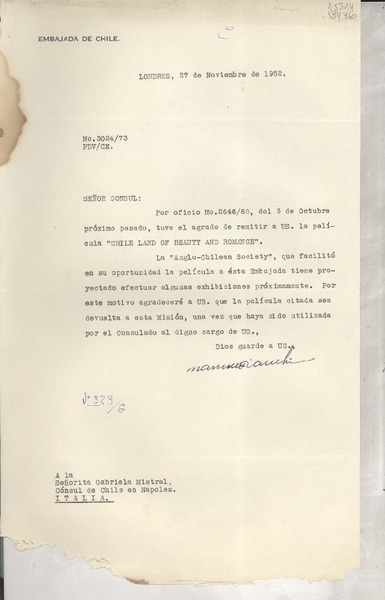 EMBAJADA DE CHILE.
LONDRES, 27 de Noviembre de 1952.
No.3024/73
PDV/CE.
SEÑOR CONSUL:
Por oficio No.2646/68, del 3 de Octubre
próximo pasado, tuve el agrado de remitir a US. la pelí-
cula "CHILE LAND OF BEAUTY AND ROMANCE".
La "Anglo-Chilean Society", que facilitó
en su oportunidad la película a ésta Embajada tiene pro-
yectado efectuar algunas exhibiciones próximamente. Por
este motivo agradeceré a US. que la película citada sea
devuelta a esta Misión, una vez que haya sido utilizada
por el Consulado al digno cargo de US.,
Dios guarde a US.,
A la
Señorita Gabriela Mistral,
Cónsul de Chile en Napoles.
ITALIA.